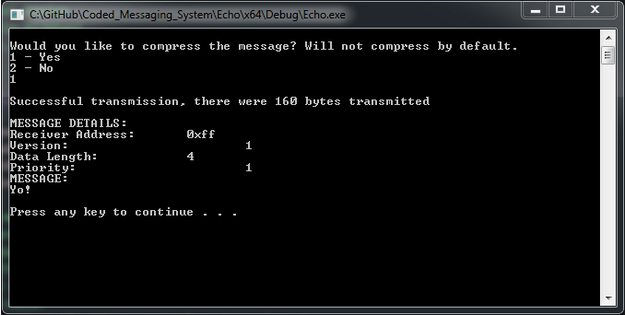 C:\GitHub\Coded_Messaging_System\Echo\x64\Debug\Echo.exe
Would you like to compress the message? Will not compress by default.
1 - Yes
2 - No
1
Successful transmission, there were 160 bytes transmitted
MESSAGE DETAILS:
Receiver Address: 0xff
Version: 1
Data Length: 4
Priority: 1
MESSAGE:
Yo!
Press any key to continue . . .